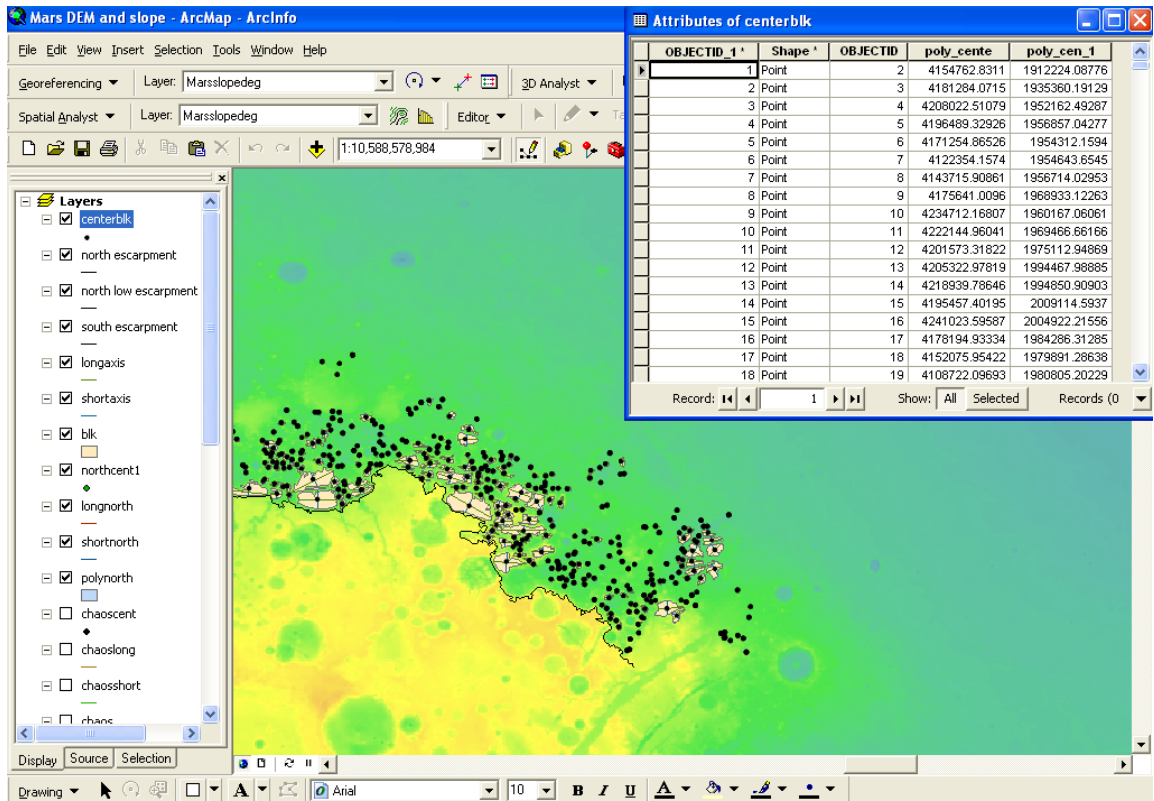 Mars DEM and slope - ArcMap - ArcInfo
File Edit View Insert Selection Tools Window Help
Georeferencing Layer: Marsslopedeg 3D Analyst
Spatial Analyst Layer: Marsslopedeg Editor
1:10,588,578,984
Layers
centerblk
north escarpment
north low escarpment
south escarpment
longaxis
shortaxis
blk
northcent1
longnorth
shortnorth
polynorth
chaoscent
chaoslong
chaosshort
chaos
Display Source Selection
Drawing A Arial 10 B I U A
Attributes of centerblk
OBJECTID_1 * Shape * OBJECTID poly_cente poly_cen_1
1 Point 2 4154762.8311 1912224.08776
2 Point 3 4181284.0715 1935360.19129
3 Point 4 4208022.51079 1952162.49287
4 Point 5 4196489.32926 1956857.04277
5 Point 6 4171254.86526 1954312.1594
6 Point 7 4122354.1574 1954643.6545
7 Point 8 4143715.90861 1956714.02953
8 Point 9 4175641.0096 1968933.12263
9 Point 10 4234712.16807 1960167.06061
10 Point 11 4222144.96041 1969466.66166
11 Point 12 4201573.31822 1975112.94869
12 Point 13 4205322.97819 1994467.98885
13 Point 14 4218939.78646 1994850.90903
14 Point 15 4195457.40195 2009114.5937
15 Point 16 4241023.59587 2004922.21556
16 Point 17 4178194.93334 1984286.31285
17 Point 18 4152075.95422 1979891.28638
18 Point 19 4108722.09693 1980805.20229
Record: 1 Show: All Selected Records (0